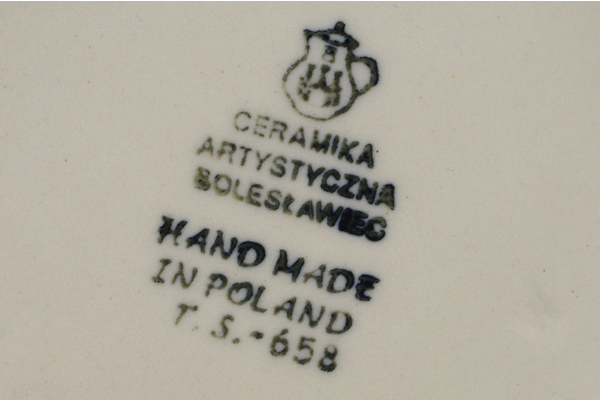 CERAMIKA
ARTYSTYCZNA
BOLESŁAWIEC
HAND MADE
IN POLAND
T. S.-658